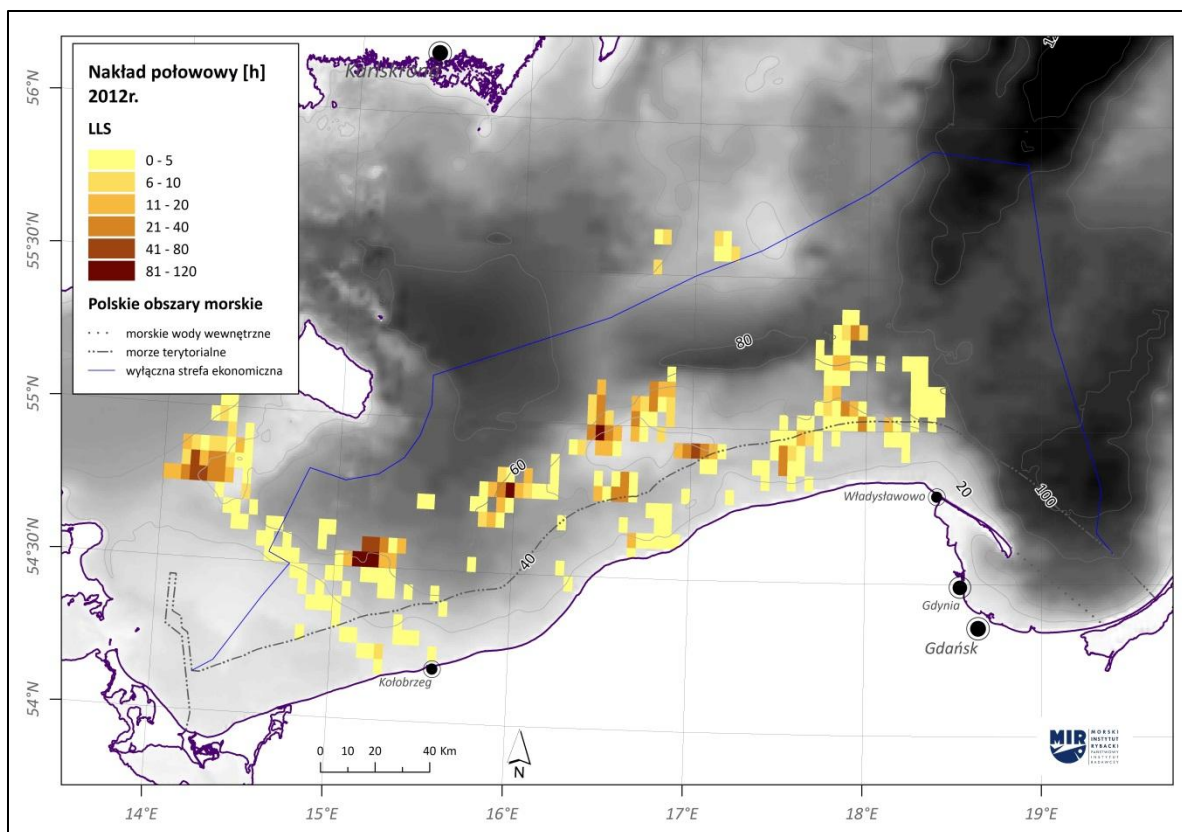 Nakład połowowy [h]
2012r.
LLS
0 - 5
6 - 10
11 - 20
21 - 40
41 - 80
81 - 120
Polskie obszary morskie
morskie wody wewnętrzne
morze terytorialne
wyłączna strefa ekonomiczna
56°N
55°30'N
55°N
54°30'N
54°N
80
60
40
20
100
Władysławowo
Gdynia
Gdańsk
Kołobrzeg
0 10 20 40 Km
N
MIR
MORSKI
INSTYTUT
RYBACKI
PAŃSTWOWY
INSTYTUT
BADAWCZY
14°E
15°E
16°E
17°E
18°E
19°E